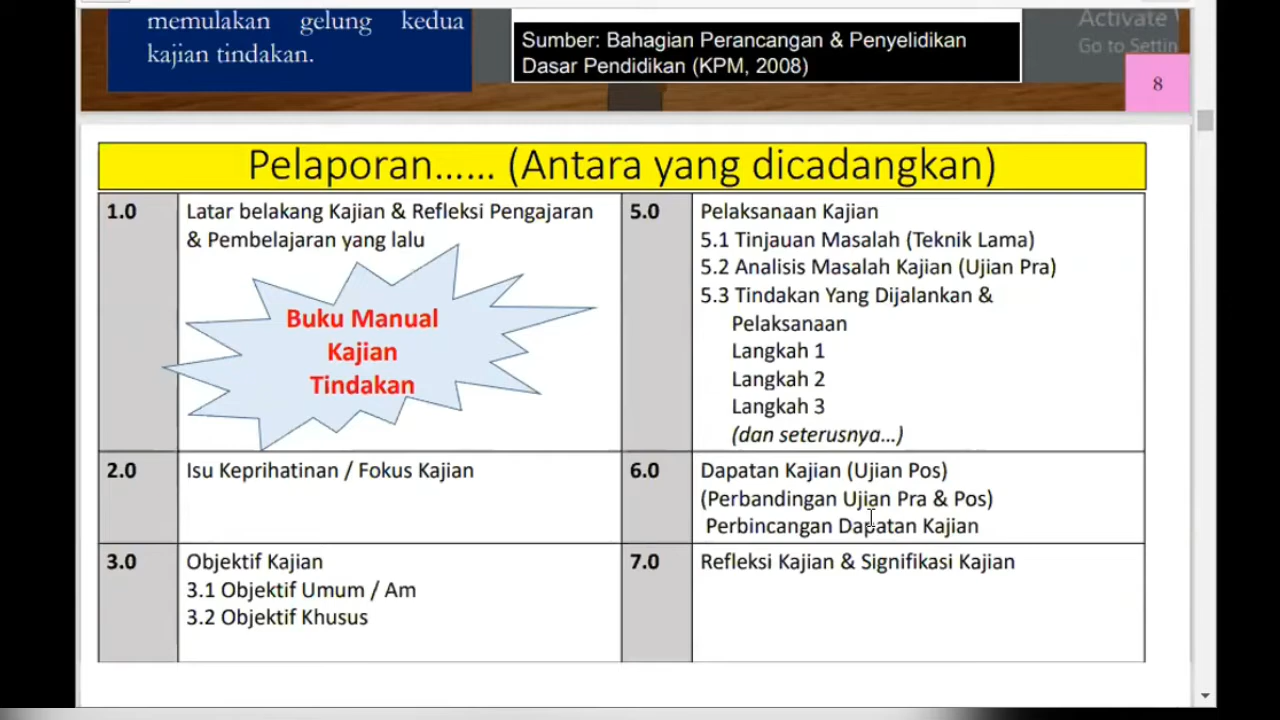 memulakan gelung kedua
kajian tindakan.
Sumber: Bahagian Perancangan & Penyelidikan
Dasar Pendidikan (KPM, 2008)
Activate
Go to Settin
8
Pelaporan...... (Antara yang dicadangkan)
1.0
Latar belakang Kajian & Refleksi Pengajaran
& Pembelajaran yang lalu
Buku Manual
Kajian
Tindakan
2.0
Isu Keprihatinan / Fokus Kajian
3.0
Objektif Kajian
3.1 Objektif Umum / Am
3.2 Objektif Khusus
5.0
Pelaksanaan Kajian
5.1 Tinjauan Masalah (Teknik Lama)
5.2 Analisis Masalah Kajian (Ujian Pra)
5.3 Tindakan Yang Dijalankan &
Pelaksanaan
Langkah 1
Langkah 2
Langkah 3
(dan seterusnya...)
6.0
Dapatan Kajian (Ujian Pos)
(Perbandingan Ujian Pra & Pos)
Perbincangan Dapatan Kajian
7.0
Refleksi Kajian & Signifikasi Kajian